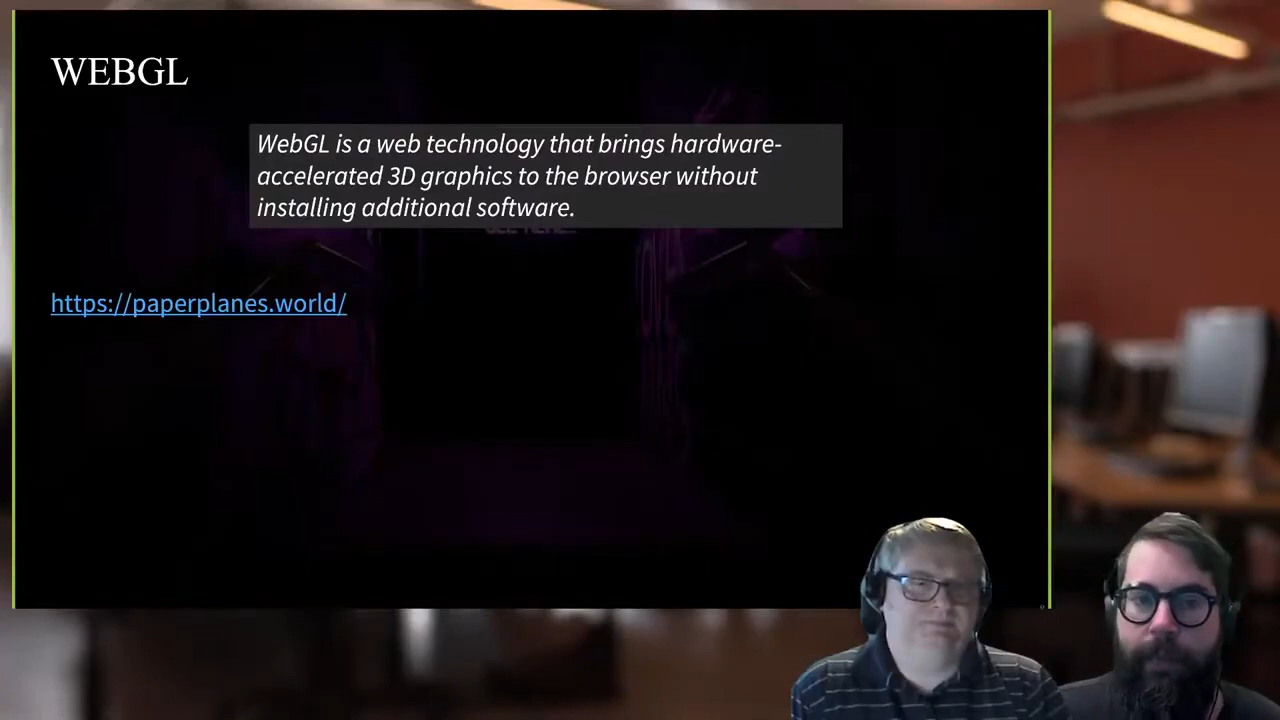 WEBGL
WebGL is a web technology that brings hardware-
accelerated 3D graphics to the browser without
installing additional software.
https://paperplanes.world/